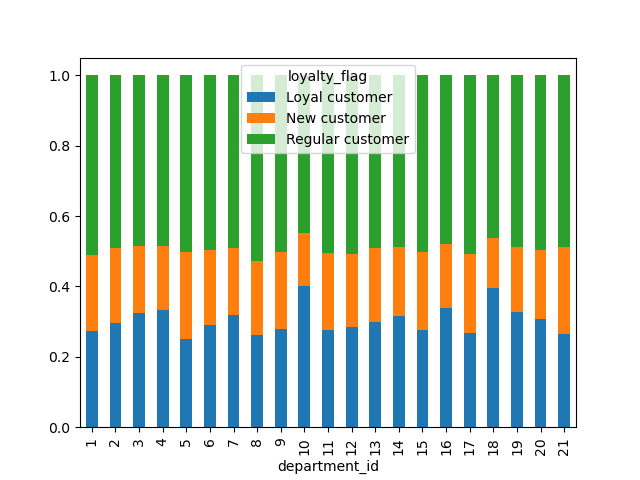 loyalty_flag
Loyal customer
New customer
Regular customer
1.0
0.8
0.6
0.4
0.2
0.0
1 2 3 4 5 6 7 8 9 10 11 12 13 14 15 16 17 18 19 20 21
department_id